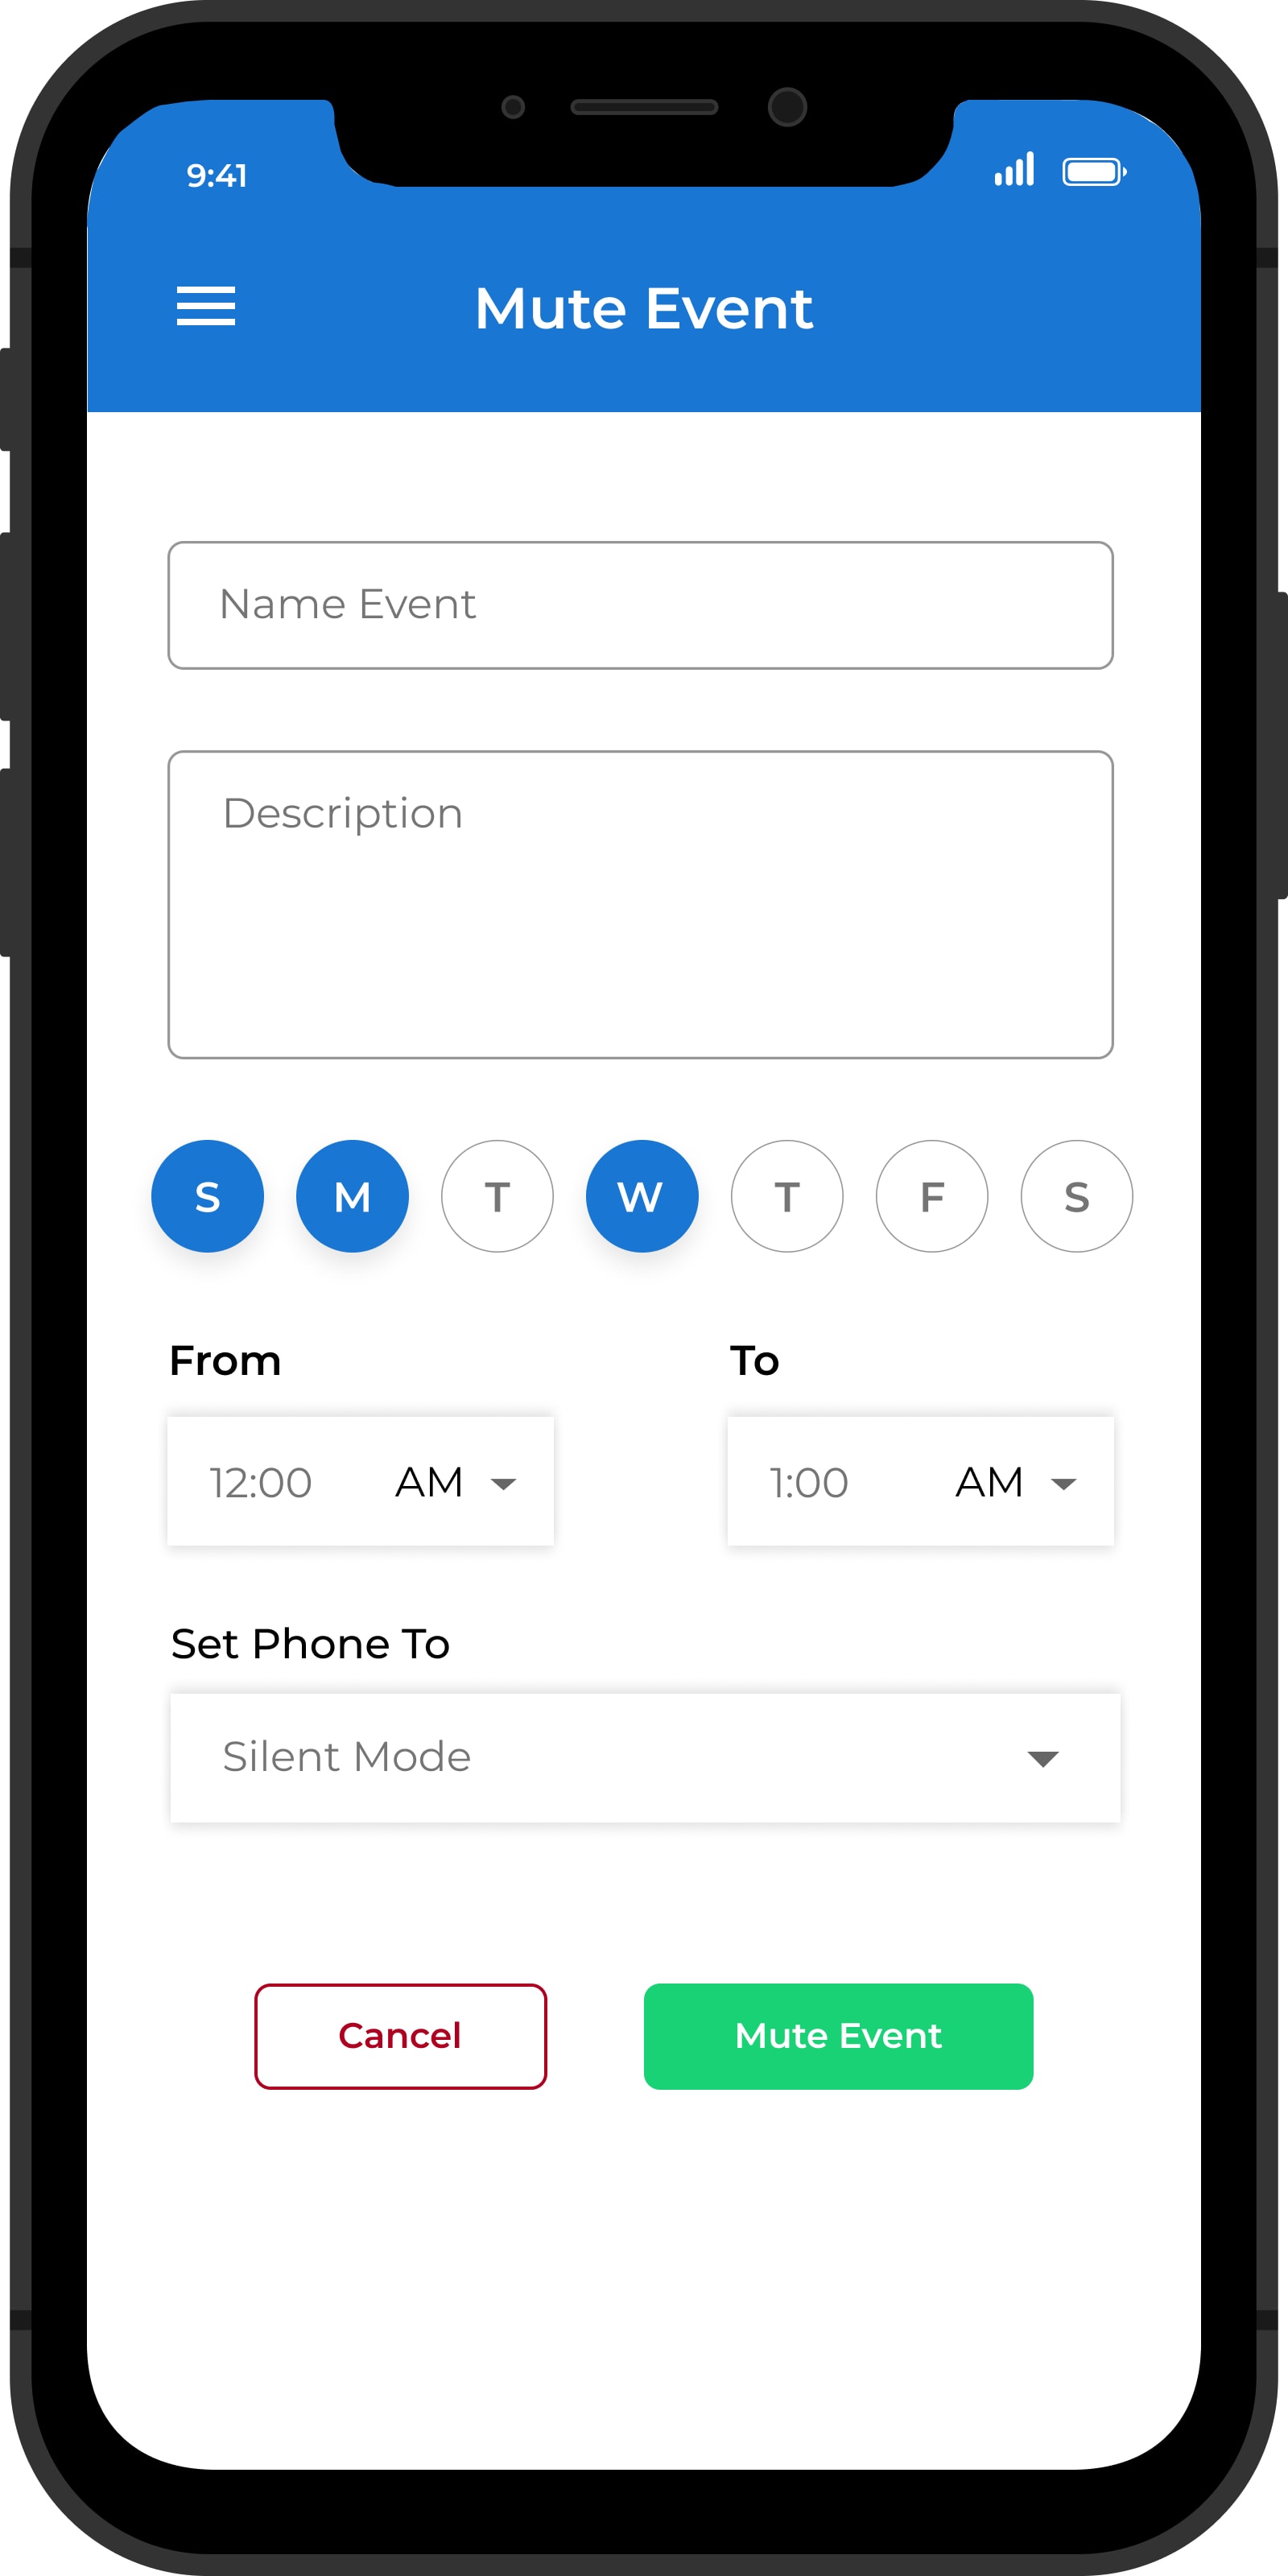 9:41
Mute Event
Name Event
Description
S M T W T F S
From To
12:00 AM 1:00 AM
Set Phone To
Silent Mode
Cancel Mute Event